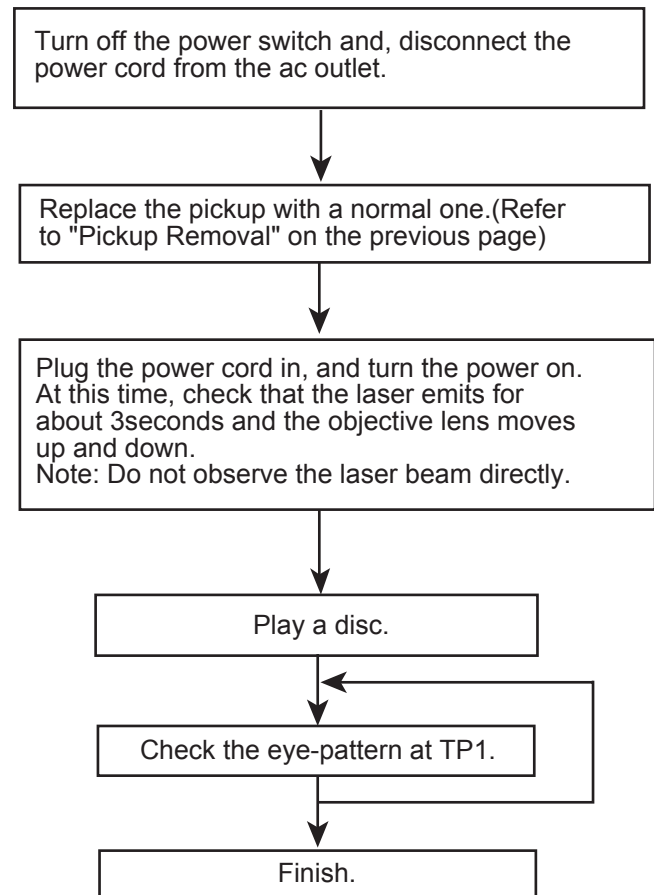 Turn off the power switch and, disconnect the
power cord from the ac outlet.
Replace the pickup with a normal one.(Refer
to "Pickup Removal" on the previous page)
Plug the power cord in, and turn the power on.
At this time, check that the laser emits for
about 3seconds and the objective lens moves
up and down.
Note: Do not observe the laser beam directly.
Play a disc.
Check the eye-pattern at TP1.
Finish.